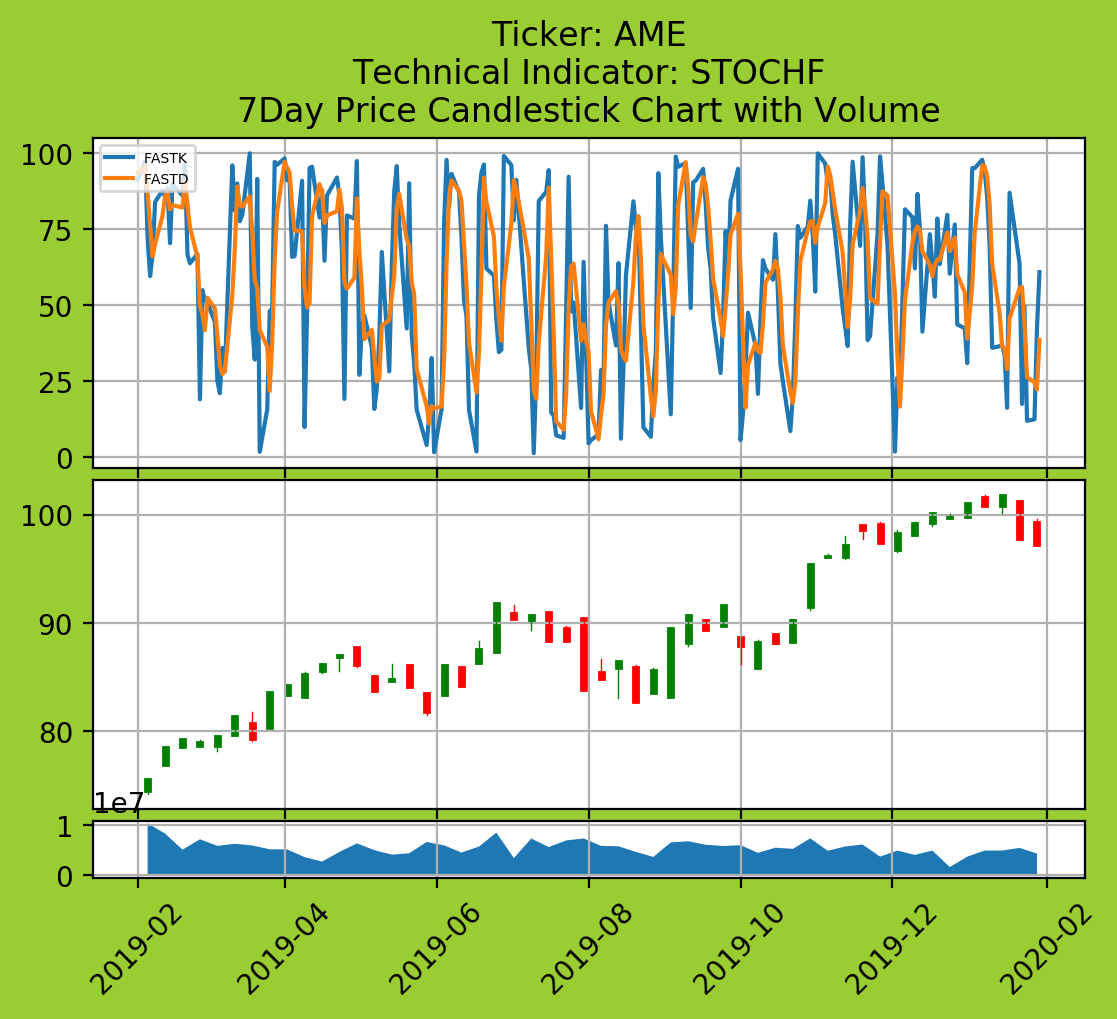 Ticker: AME
Technical Indicator: STOCHF
7Day Price Candlestick Chart with Volume
100
75
50
25
0
FASTK
FASTD
100
90
80
1e7
1
0
2019-02
2019-04
2019-06
2019-08
2019-10
2019-12
2020-02